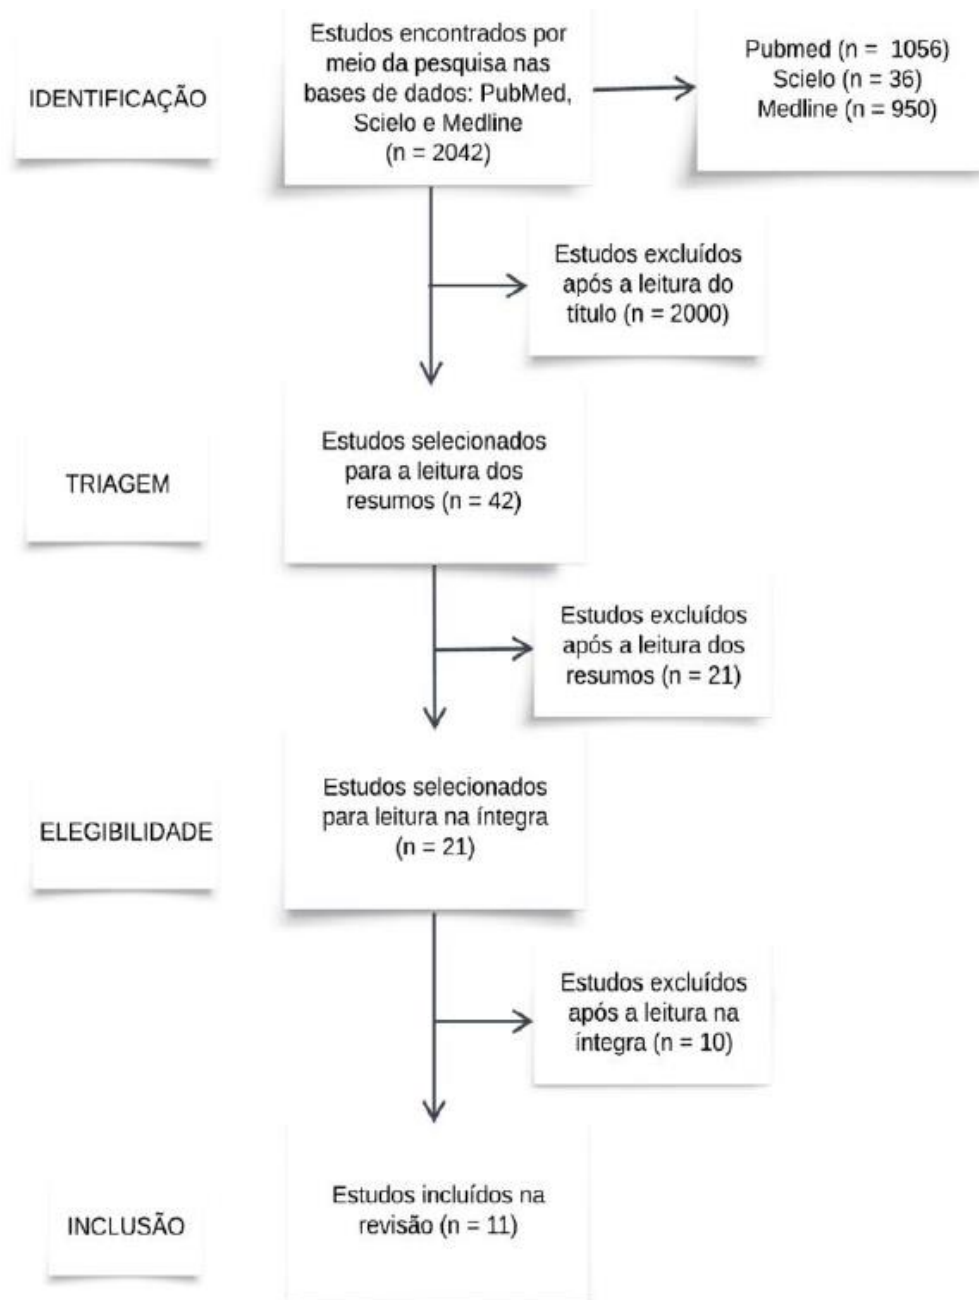 IDENTIFICAÇÃO
Estudos encontrados por
meio da pesquisa nas
bases de dados: PubMed,
Scielo e Medline
(n = 2042)
Pubmed (n = 1056)
Scielo (n = 36)
Medline (n = 950)
Estudos excluídos
após a leitura do
título (n = 2000)
TRIAGEM
Estudos selecionados
para a leitura dos
resumos (n = 42)
Estudos excluídos
após a leitura dos
resumos (n = 21)
ELEGIBILIDADE
Estudos selecionados
para leitura na íntegra
(n = 21)
Estudos excluídos
após a leitura na
íntegra (n = 10)
INCLUSÃO
Estudos incluídos na
revisão (n = 11)